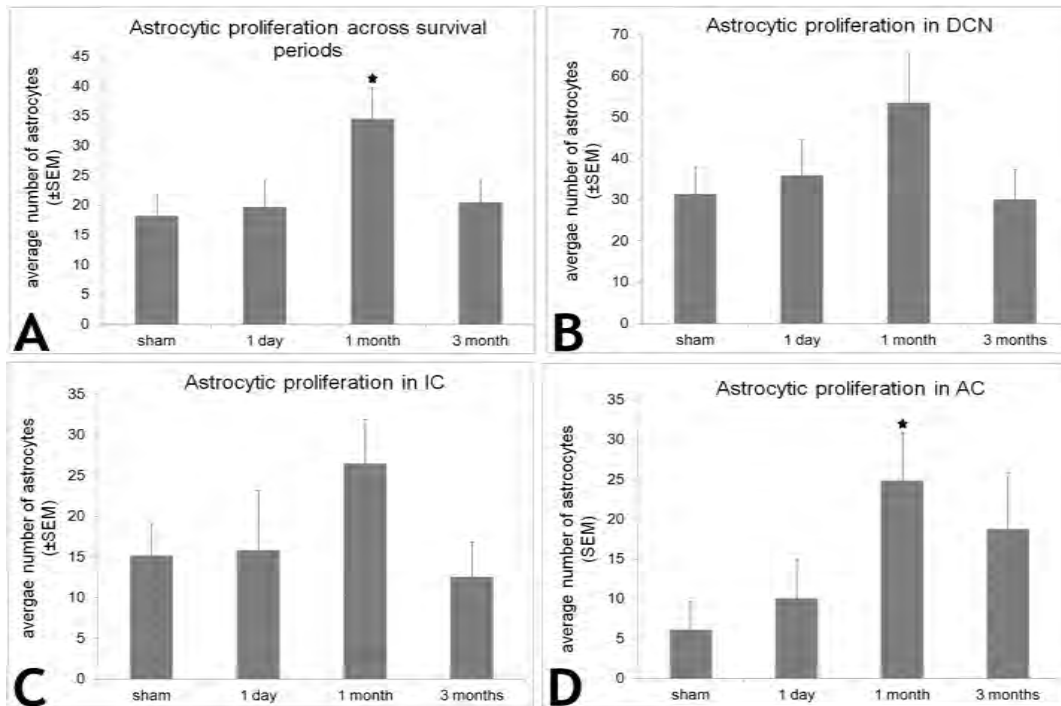 Astrocytic proliferation across survival
periods
average number of astrocytes
(±SEM)
45
40
35
30
25
20
15
10
5
0
★
sham
1 day
1 month
3 month
A
Astrocytic proliferation in DCN
avergae number of astrocytes
(±SEM)
70
60
50
40
30
20
10
0
sham
1 day
1 month
3 months
B
Astrocytic proliferation in IC
avergae number of astrocytes
(±SEM)
35
30
25
20
15
10
5
0
sham
1 day
1 month
3 months
C
Astrocytic proliferation in AC
average number of astrcocytes
(SEM)
35
30
25
20
15
10
5
0
★
sham
1 day
1 month
3 months
D